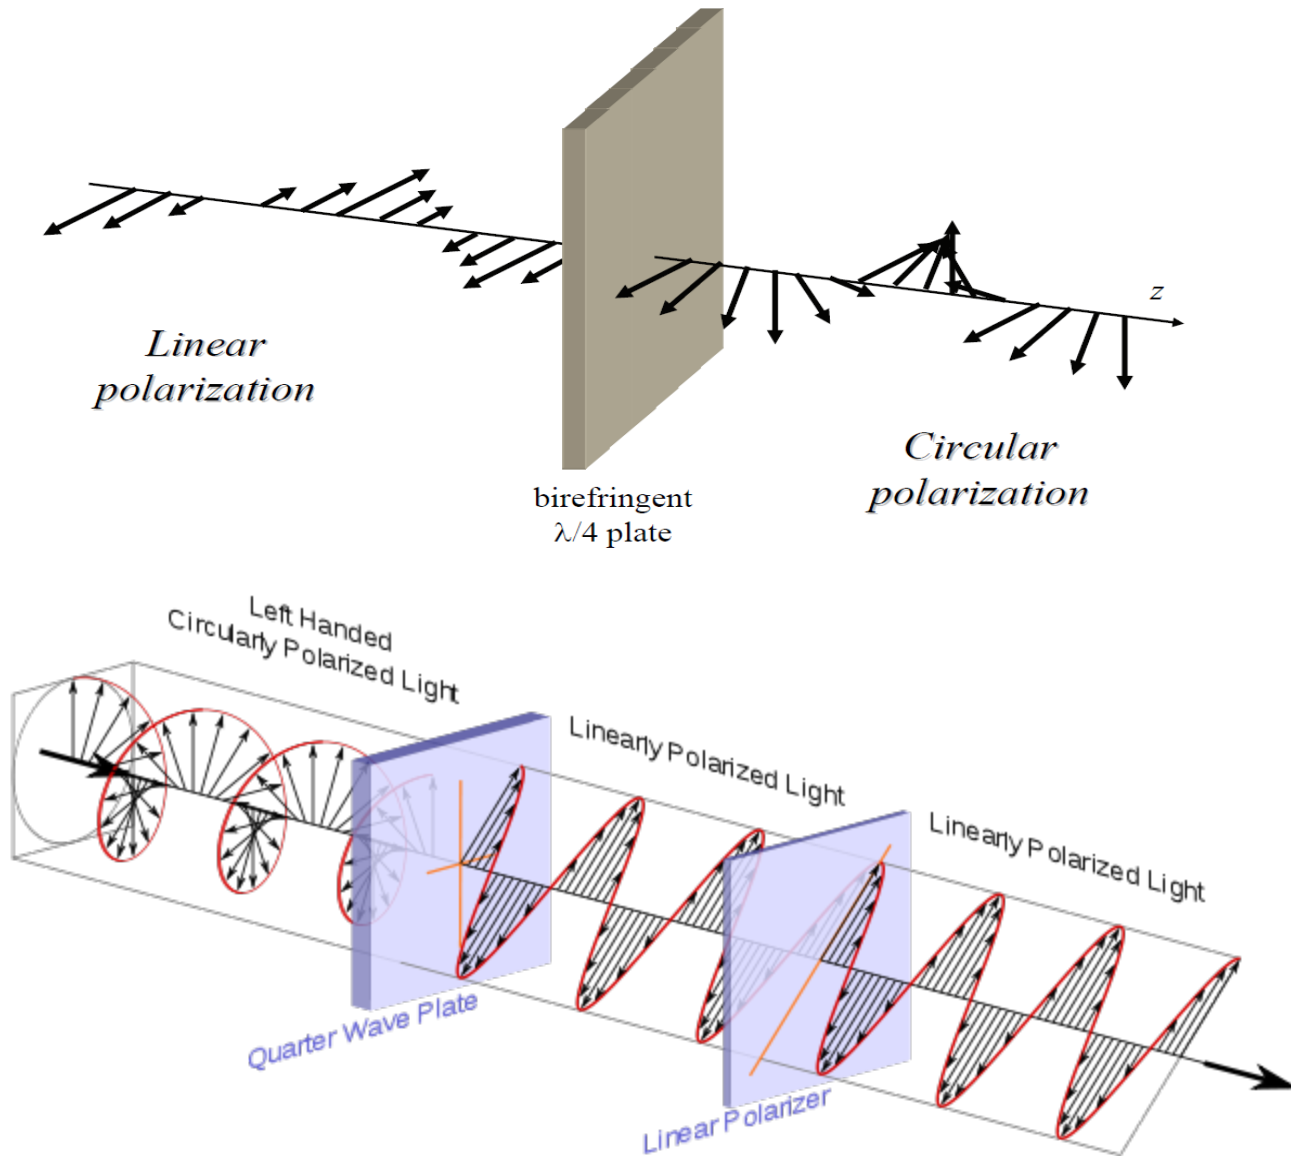 Linear
polarization
z
Circular
polarization
birefringent
λ/4 plate
Left Handed
Circularly Polarized Light
Linearly Polarized Light
Linearly Polarized Light
Quarter Wave Plate
Linear Polarizer